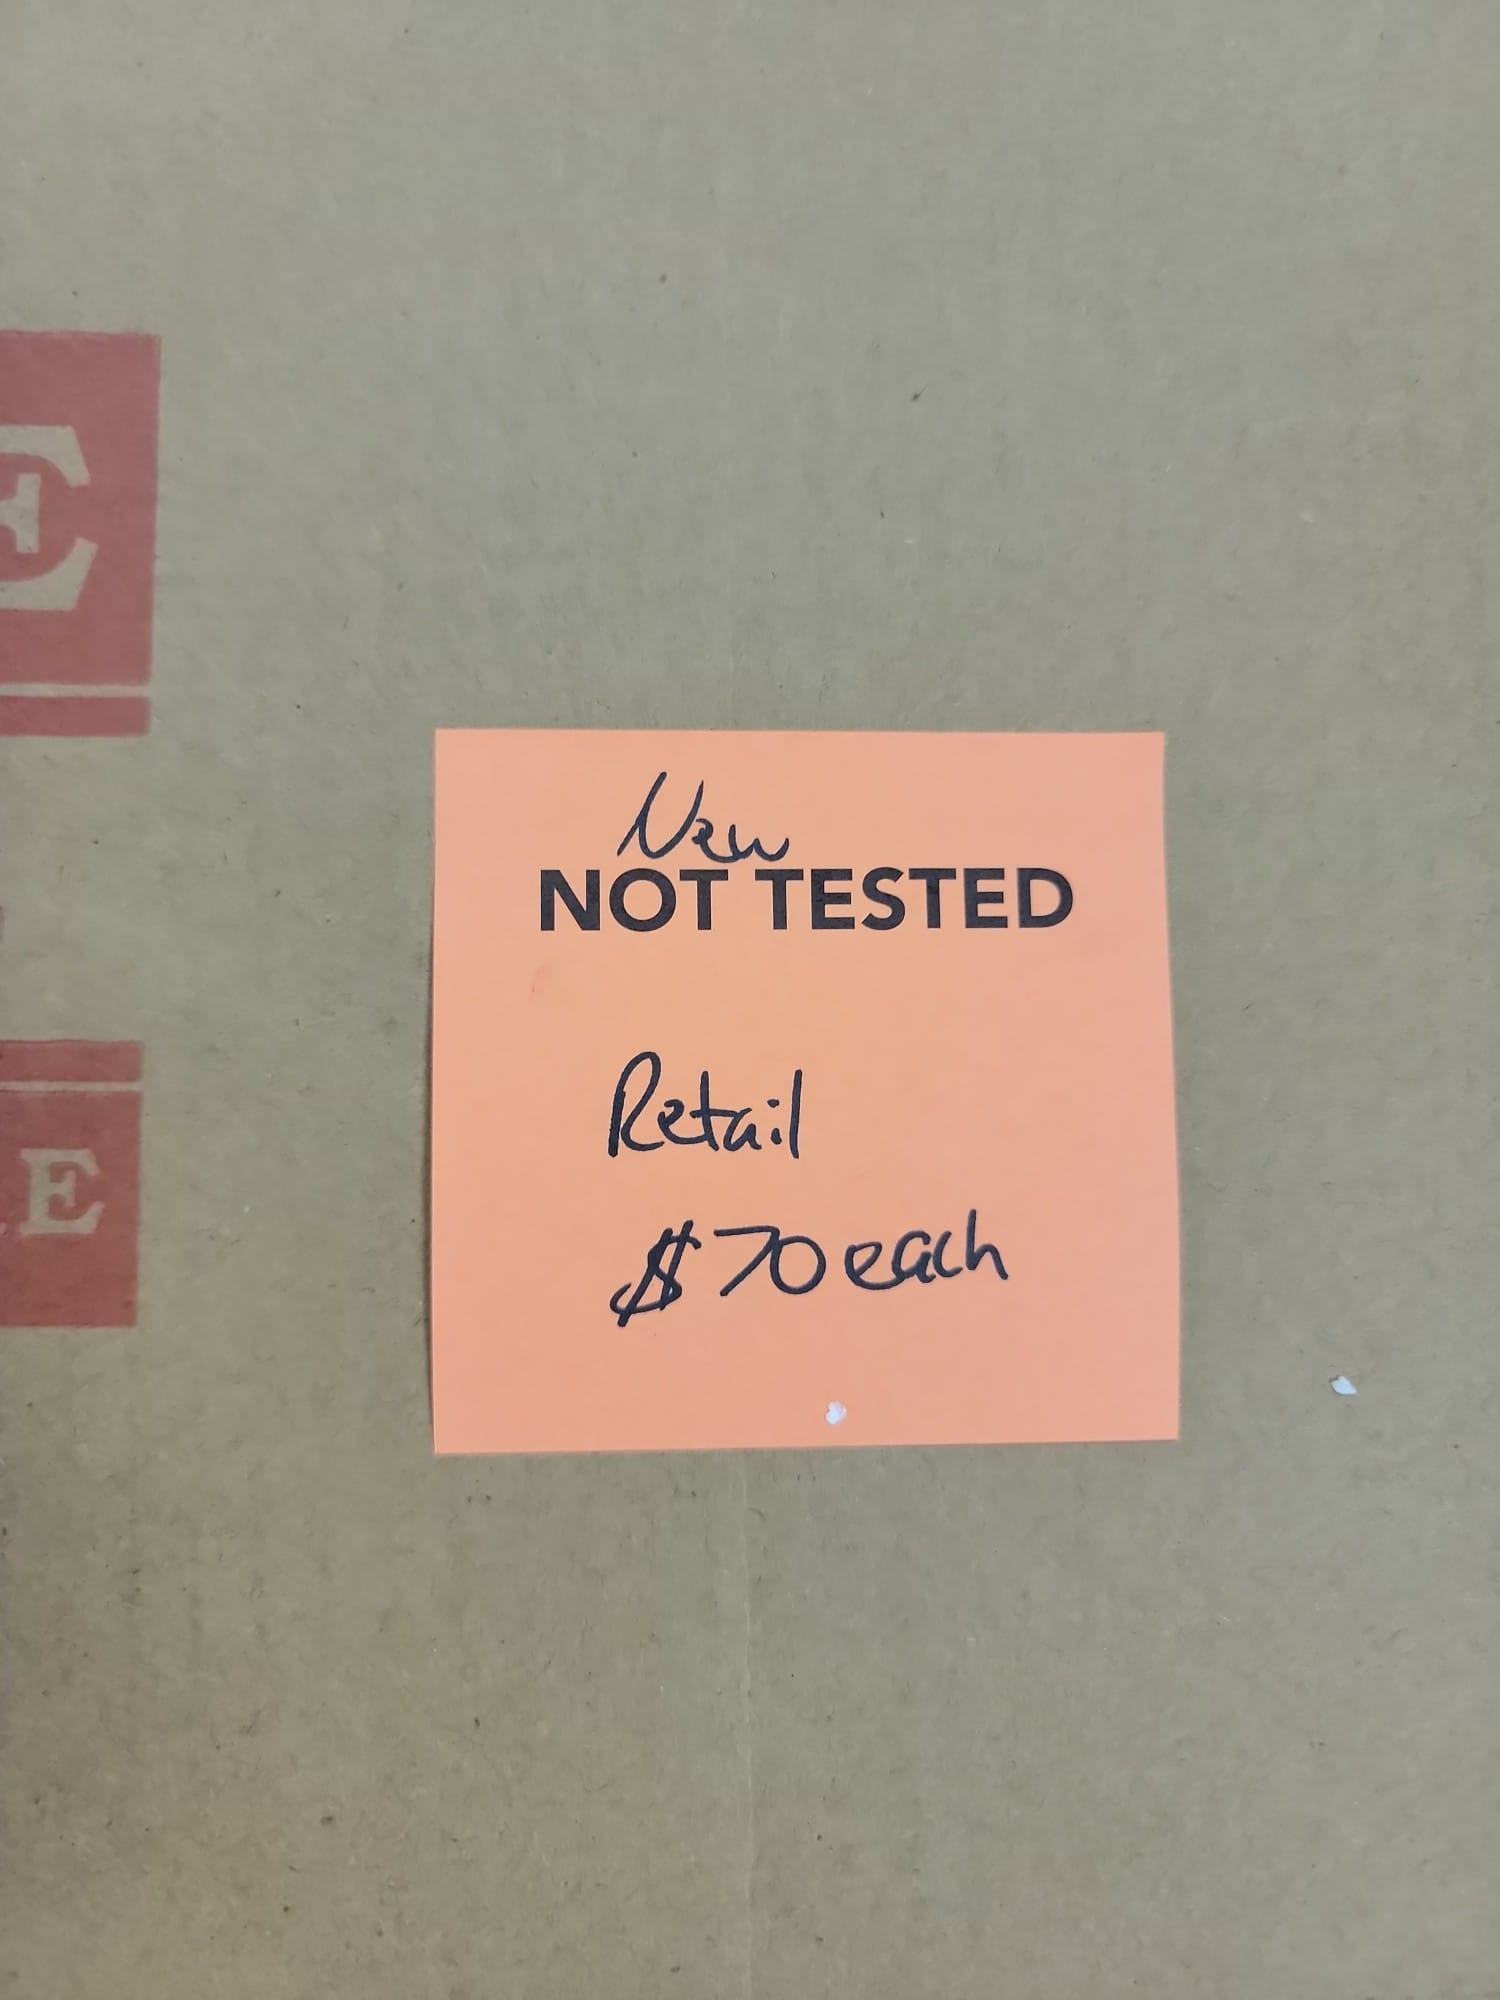 E
New
NOT TESTED
Retail
E
$70 each